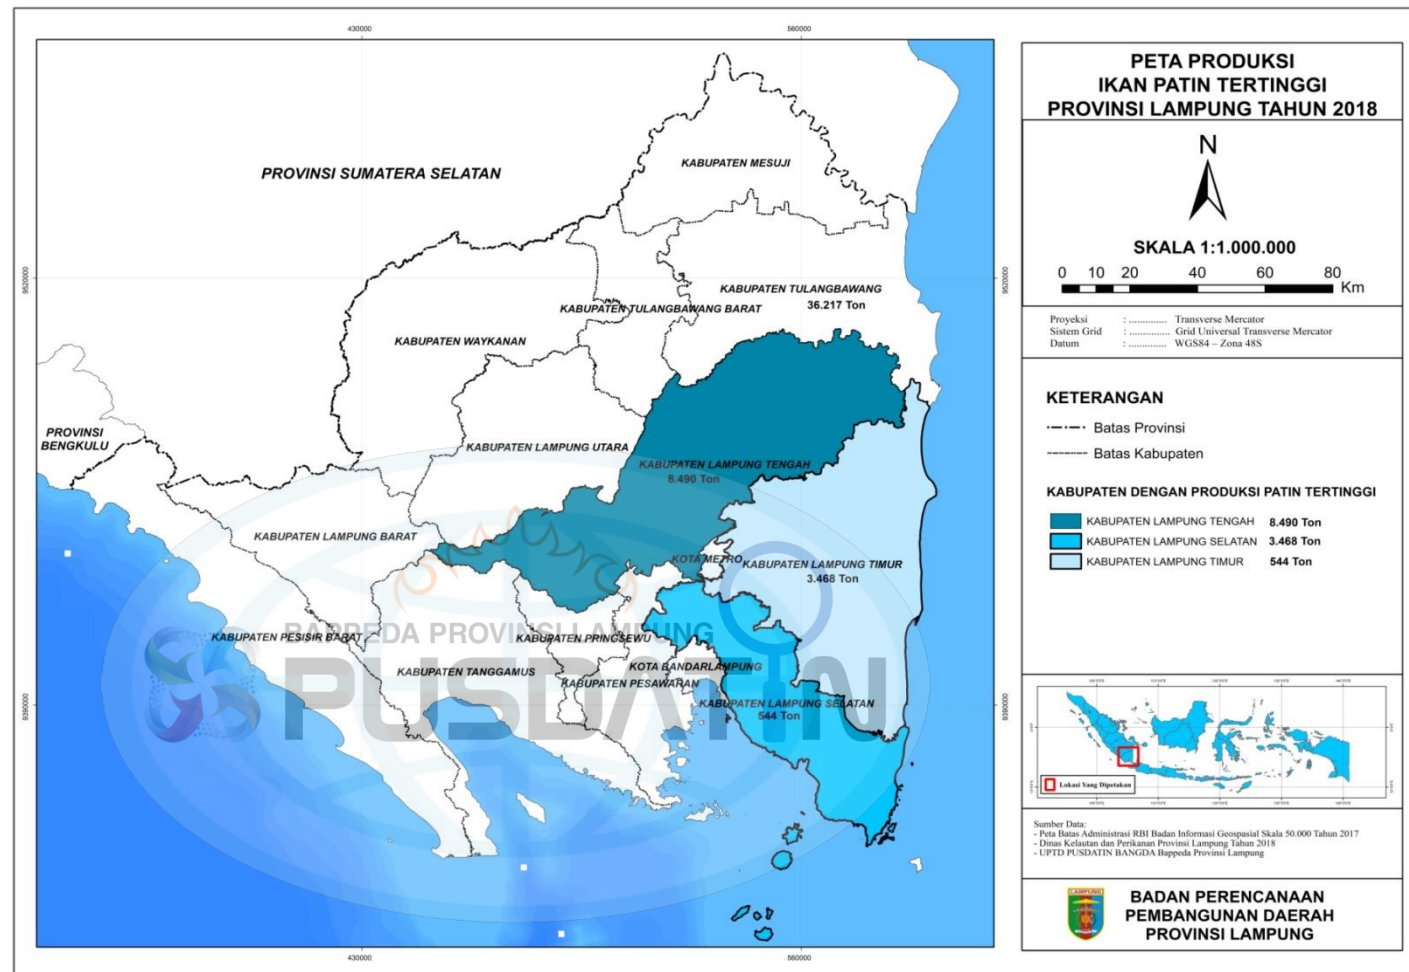 430000
560000
9520000
9390000
PROVINSI SUMATERA SELATAN
KABUPATEN MESUJI
KABUPATEN TULANGBAWANG
36.217 Ton
KABUPATEN TULANGBAWANG BARAT
KABUPATEN WAYKANAN
PROVINSI
BENGKULU
KABUPATEN LAMPUNG UTARA
KABUPATEN LAMPUNG TENGAH
8.490 Ton
KABUPATEN LAMPUNG BARAT
KOTA METRO
KABUPATEN LAMPUNG TIMUR
3.468 Ton
KABUPATEN PESISIR BARAT
BAPPEDA PROVINSI LAMPUNG
PUSDATIN
KABUPATEN PRINGSEWU
KABUPATEN TANGGAMUS
KOTA BANDARLAMPUNG
KABUPATEN PESAWARAN
KABUPATEN LAMPUNG SELATAN
544 Ton
9520000
9390000
430000
560000
PETA PRODUKSI
IKAN PATIN TERTINGGI
PROVINSI LAMPUNG TAHUN 2018
N
SKALA 1:1.000.000
0 10 20 40 60 80 Km
Proyeksi : .............. Transverse Mercator
Sistem Grid : .............. Grid Universal Transverse Mercator
Datum : .............. WGS84 – Zona 48S
KETERANGAN
Batas Provinsi
Batas Kabupaten
KABUPATEN DENGAN PRODUKSI PATIN TERTINGGI
KABUPATEN LAMPUNG TENGAH 8.490 Ton
KABUPATEN LAMPUNG SELATAN 3.468 Ton
KABUPATEN LAMPUNG TIMUR 544 Ton
Lokasi Yang Dipetakan
Sumber Data:
- Peta Batas Administrasi RBI Badan Informasi Geospasial Skala 50.000 Tahun 2017
- Dinas Kelautan dan Perikanan Provinsi Lampung Tahun 2018
- UPTD PUSDATIN BANGDA Bappeda Provinsi Lampung
LAMPUNG
BADAN PERENCANAAN
PEMBANGUNAN DAERAH
PROVINSI LAMPUNG